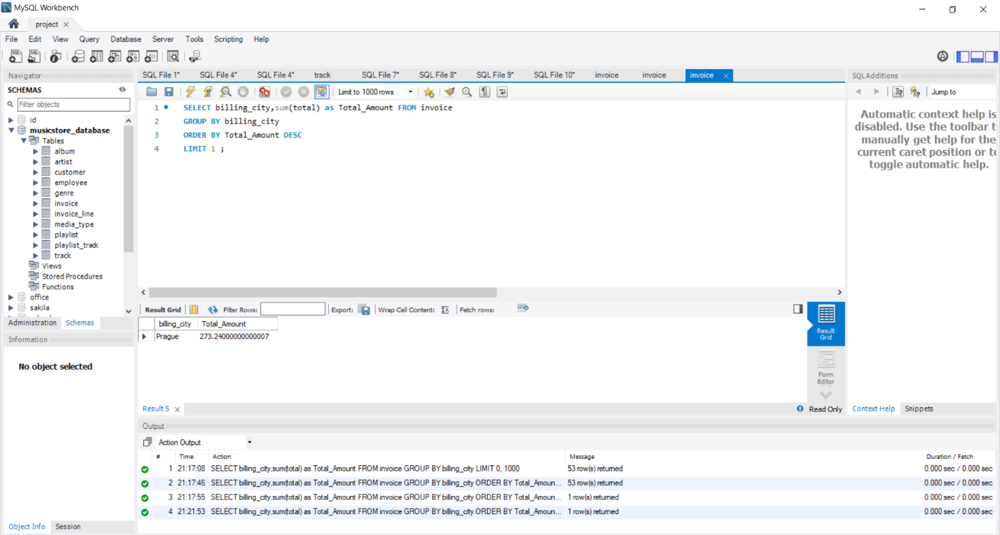 MySQL Workbench
project
File Edit View Query Database Server Tools Scripting Help
Navigator
SCHEMAS
Filter objects
id
musicstore_database
Tables
album
artist
customer
employee
genre
invoice
invoice_line
media_type
playlist
playlist_track
track
Views
Stored Procedures
Functions
office
sakila
Administration Schemas
Information
No object selected
Object Info Session
SQL File 1* SQL File 4* SQL File 4* track SQL File 7* SQL File 8* SQL File 9* SQL File 10* invoice invoice invoice
Limit to 1000 rows
1 SELECT billing_city,sum(total) as Total_Amount FROM invoice
2 GROUP BY billing_city
3 ORDER BY Total_Amount DESC
4 LIMIT 1 ;
Result Grid Filter Rows: Export: Wrap Cell Content: Fetch rows:
billing_city Total_Amount
Prague 273.24000000000007
Result
Grid
Form
Editor
Result 5 Read Only
SQLAdditions
Jump to
Automatic context help is
disabled. Use the toolbar t
manually get help for the
current caret position or to
toggle automatic help.
Context Help Snippets
Output
Action Output
# Time Action Message Duration / Fetch
1 21:17:08 SELECT billing_city,sum(total) as Total_Amount FROM invoice GROUP BY billing_city LIMIT 0, 1000 53 row(s) returned 0.000 sec / 0.000 sec
2 21:17:46 SELECT billing_city,sum(total) as Total_Amount FROM invoice GROUP BY billing_city ORDER BY Total_Amoun... 53 row(s) returned 0.000 sec / 0.000 sec
3 21:17:55 SELECT billing_city,sum(total) as Total_Amount FROM invoice GROUP BY billing_city ORDER BY Total_Amoun... 1 row(s) returned 0.000 sec / 0.000 sec
4 21:21:53 SELECT billing_city,sum(total) as Total_Amount FROM invoice GROUP BY billing_city ORDER BY Total_Amoun... 1 row(s) returned 0.000 sec / 0.000 sec